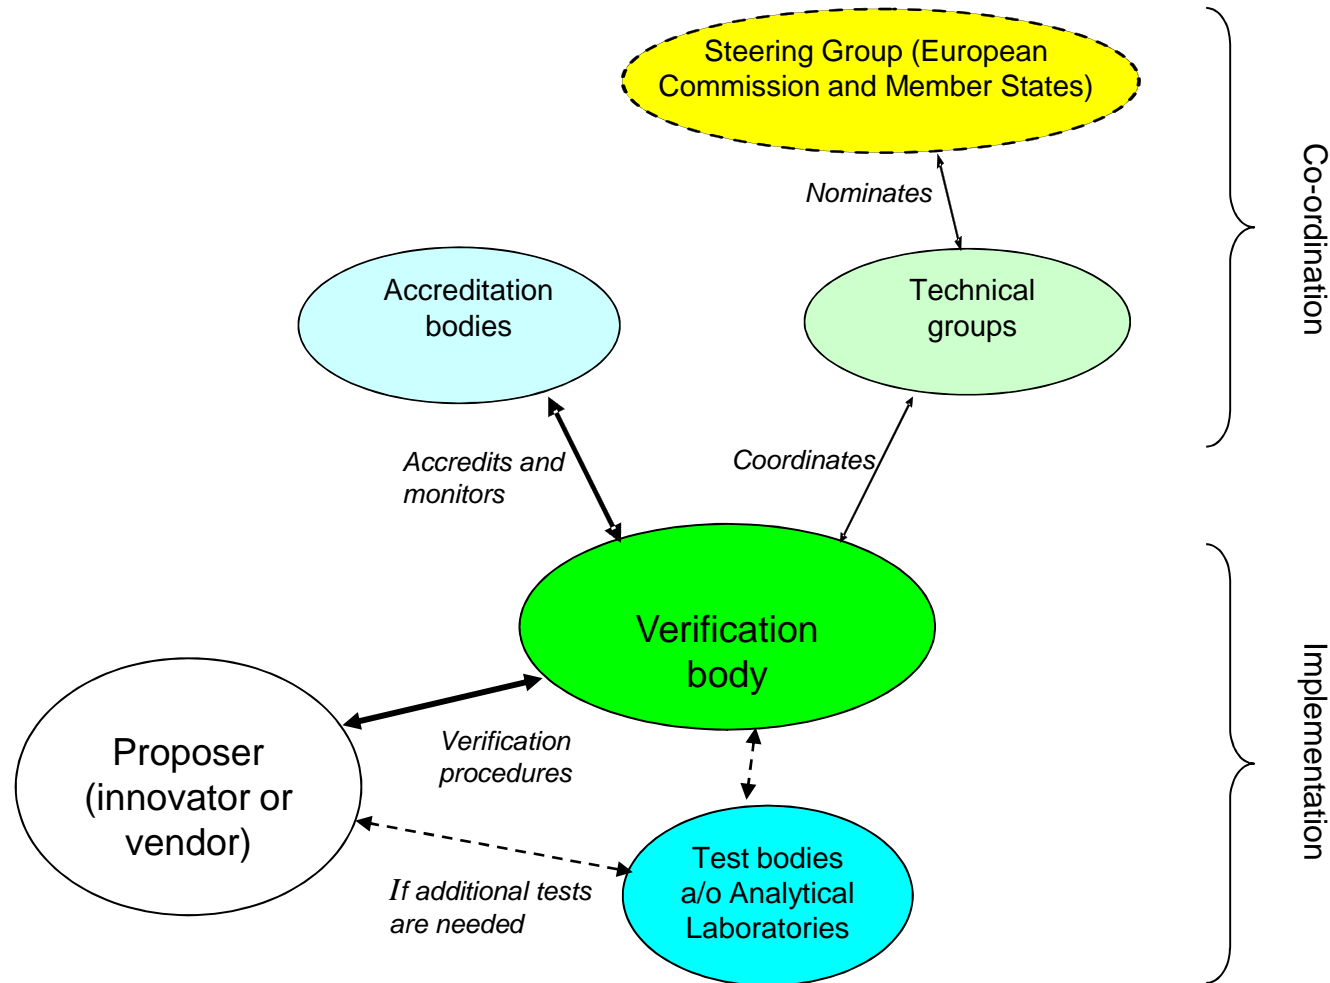 Steering Group (European
Commission and Member States)
Nominates
Co-ordination
Accreditation
bodies
Technical
groups
Accredits and
monitors
Coordinates
Verification
body
Implementation
Proposer
(innovator or
vendor)
Verification
procedures
Test bodies
a/o Analytical
Laboratories
If additional tests
are needed